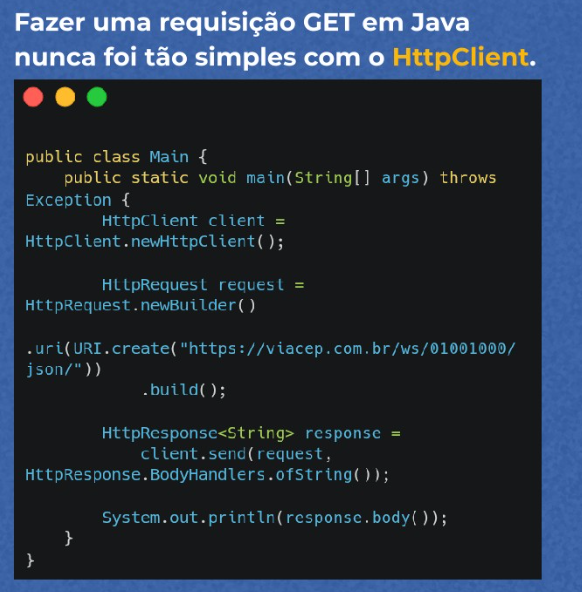 Fazer uma requisição GET em Java
nunca foi tão simples com o HttpClient.
public class Main {
    public static void main(String[] args) throws
Exception {
        HttpClient client =
HttpClient.newHttpClient();
        HttpRequest request =
HttpRequest.newBuilder()
.uri(URI.create("https://viacep.com.br/ws/01001000/
json/"))
            .build();
        HttpResponse<String> response =
            client.send(request,
HttpResponse.BodyHandlers.ofString());
        System.out.println(response.body());
    }
}